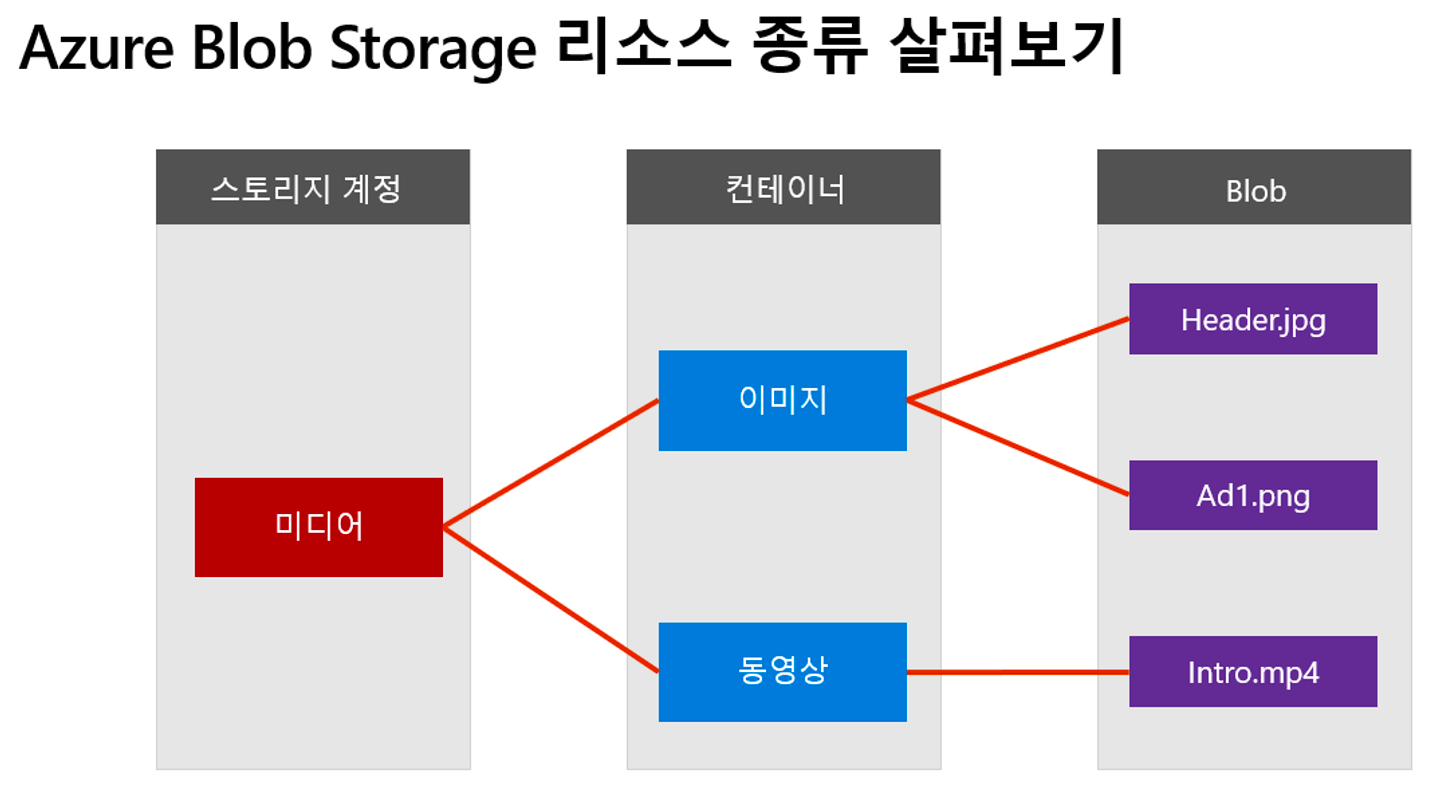 Azure Blob Storage 리소스 종류 살펴보기
스토리지 계정
컨테이너
Blob
Header.jpg
이미지
Ad1.png
미디어
동영상
Intro.mp4